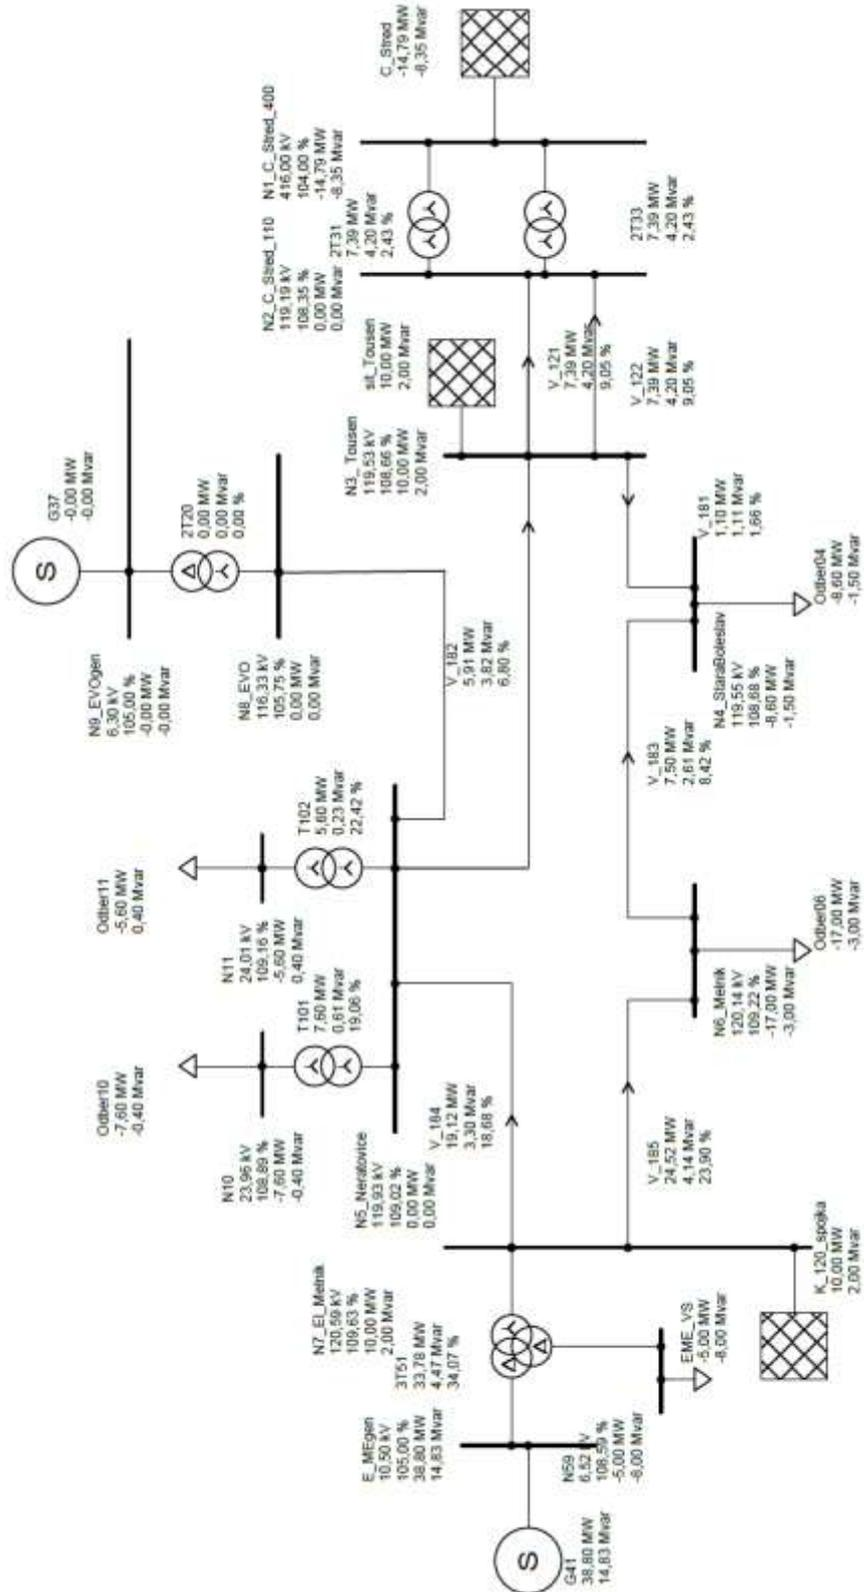 C_Stred
-14,79 MW
-8,35 Mvar
N1_C_Stred_400
416,00 kV
104,00 %
-14,79 MW
-8,35 Mvar
2T31
7,39 MW
4,20 Mvar
2,43 %
2T33
7,39 MW
4,20 Mvar
2,43 %
N2_C_Stred_110
119,19 kV
108,35 %
0,00 MW
0,00 Mvar
sit_Tousen
10,00 MW
2,00 Mvar
V_121
7,39 MW
4,20 Mvar
9,05 %
V_122
7,39 MW
4,20 Mvar
9,05 %
N3_Tousen
119,53 kV
108,66 %
10,00 MW
2,00 Mvar
S
G37
-0,00 MW
-0,00 Mvar
2T20
0,00 MW
0,00 Mvar
0,00 %
N9_EVOgen
6,30 kV
105,00 %
-0,00 MW
-0,00 Mvar
N8_EVO
116,33 kV
105,75 %
0,00 MW
0,00 Mvar
V_182
5,91 MW
3,82 Mvar
6,80 %
V_181
1,10 MW
1,11 Mvar
1,66 %
Odber04
-8,60 MW
-1,50 Mvar
N4_StaraBoleslav
119,55 kV
108,68 %
-8,60 MW
-1,50 Mvar
V_183
7,50 MW
2,61 Mvar
8,42 %
T102
5,60 MW
0,23 Mvar
22,42 %
Odber11
-5,60 MW
0,40 Mvar
N11
24,01 kV
109,16 %
-5,60 MW
0,40 Mvar
T101
7,60 MW
0,61 Mvar
19,06 %
Odber10
-7,60 MW
-0,40 Mvar
N10
23,96 kV
108,89 %
-7,60 MW
-0,40 Mvar
N5_Neratovice
119,93 kV
109,02 %
0,00 MW
0,00 Mvar
Odber06
-17,00 MW
-3,00 Mvar
N6_Melnik
120,14 kV
109,22 %
-17,00 MW
-3,00 Mvar
V_184
19,12 MW
3,30 Mvar
18,68 %
V_185
24,52 MW
4,14 Mvar
23,90 %
K_120_spojka
10,00 MW
2,00 Mvar
N7_El_Melnik
120,59 kV
109,63 %
10,00 MW
2,00 Mvar
3T51
33,78 MW
4,47 Mvar
34,07 %
EME_VS
-5,00 MW
-8,00 Mvar
E_MEgen
10,50 kV
105,00 %
38,80 MW
14,83 Mvar
N59
6,52 kV
108,59 %
-5,00 MW
-8,00 Mvar
S
G41
38,80 MW
14,83 Mvar